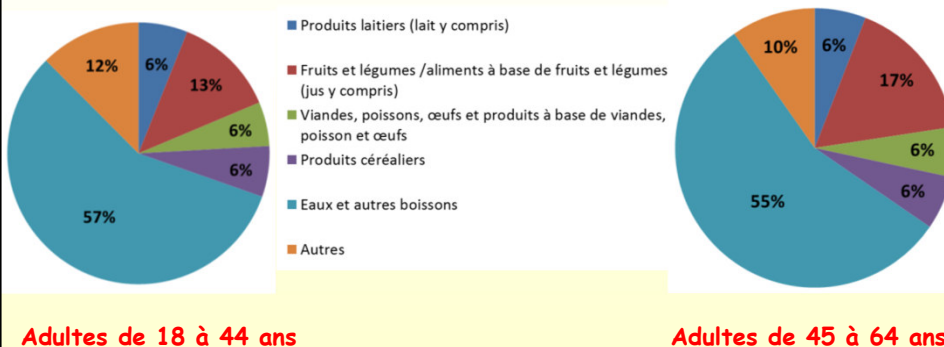 12%
6%
13%
6%
6%
57%
Produits laitiers (lait y compris)
Fruits et légumes /aliments à base de fruits et légumes
(jus y compris)
Viandes, poissons, œufs et produits à base de viandes,
poisson et œufs
Produits céréaliers
Eaux et autres boissons
Autres
10%
6%
17%
6%
6%
55%
Adultes de 18 à 44 ans
Adultes de 45 à 64 ans